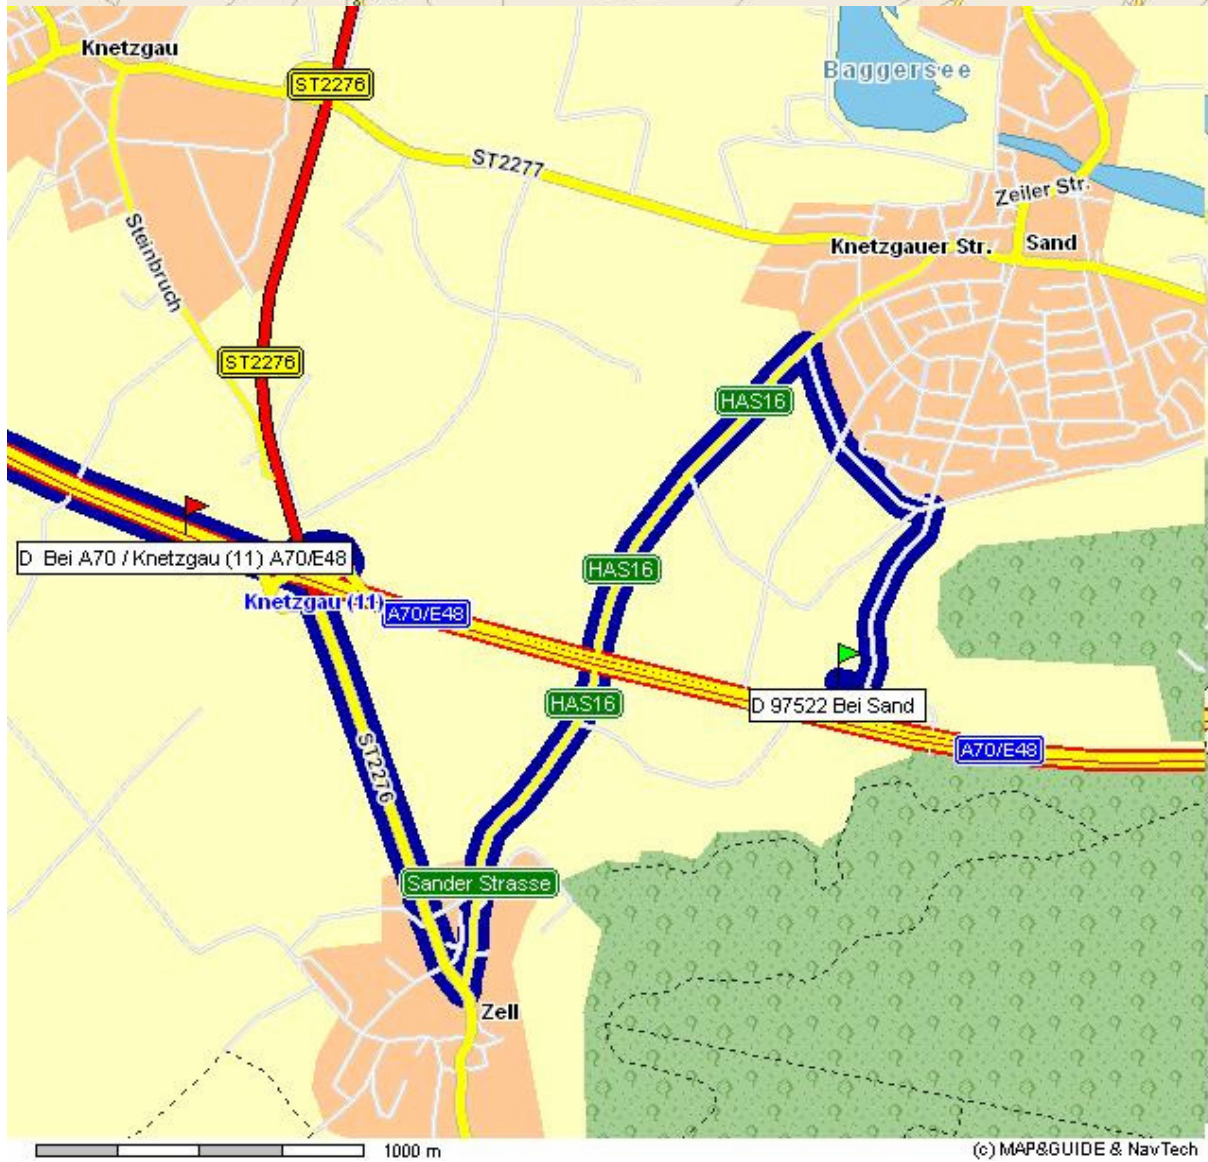 Knetzgau
ST2276
Baggersee
ST2277
Zeiler Str.
Knetzgauer Str.
Sand
Steinbruch
ST2276
HAS16
D Bei A70 / Knetzgau (11) A70/E48
HAS16
Knetzgau (11)
A70/E48
HAS16
D 97522 Bei Sand
A70/E48
ST2276
Sander Strasse
Zell
1000 m
(c) MAP&GUIDE & NavTech